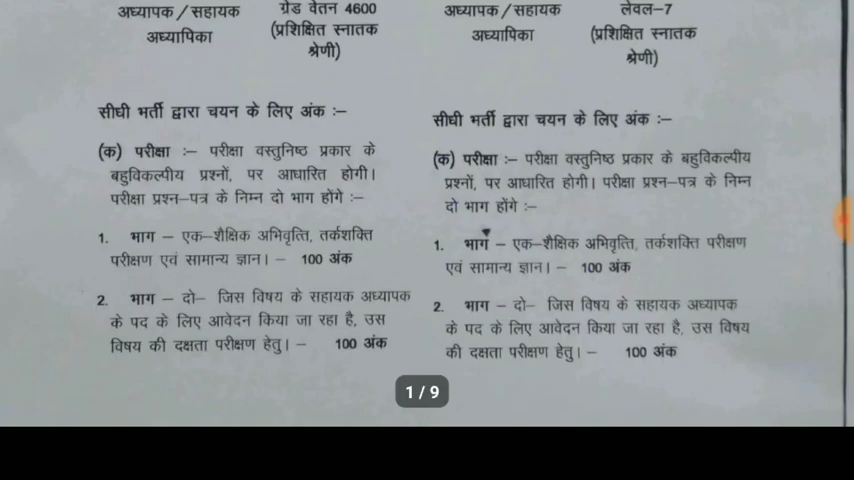 अध्यापक / सहायक
अध्यापिका
ग्रेड वेतन 4600
(प्रशिक्षित स्नातक
श्रेणी)
सीधी भर्ती द्वारा चयन के लिए अंक :–
(क) परीक्षा :– परीक्षा वस्तुनिष्ठ प्रकार के
बहुविकल्पीय प्रश्नों, पर आधारित होगी।
परीक्षा प्रश्न–पत्र के निम्न दो भाग होंगे :–
1. भाग – एक–शैक्षिक अभिवृत्ति, तर्कशक्ति
परीक्षण एवं सामान्य ज्ञान। – 100 अंक
2. भाग – दो– जिस विषय के सहायक अध्यापक
के पद के लिए आवेदन किया जा रहा है, उस
विषय की दक्षता परीक्षण हेतु। – 100 अंक
अध्यापक / सहायक
अध्यापिका
लेवल–7
(प्रशिक्षित स्नातक
श्रेणी)
सीधी भर्ती द्वारा चयन के लिए अंक :–
(क) परीक्षा :– परीक्षा वस्तुनिष्ठ प्रकार के बहुविकल्पीय
प्रश्नों, पर आधारित होगी। परीक्षा प्रश्न–पत्र के निम्न
दो भाग होंगे :–
1. भाग – एक–शैक्षिक अभिवृत्ति, तर्कशक्ति परीक्षण
एवं सामान्य ज्ञान। – 100 अंक
2. भाग – दो– जिस विषय के सहायक अध्यापक
के पद के लिए आवेदन किया जा रहा है, उस विषय
की दक्षता परीक्षण हेतु। – 100 अंक
1 / 9